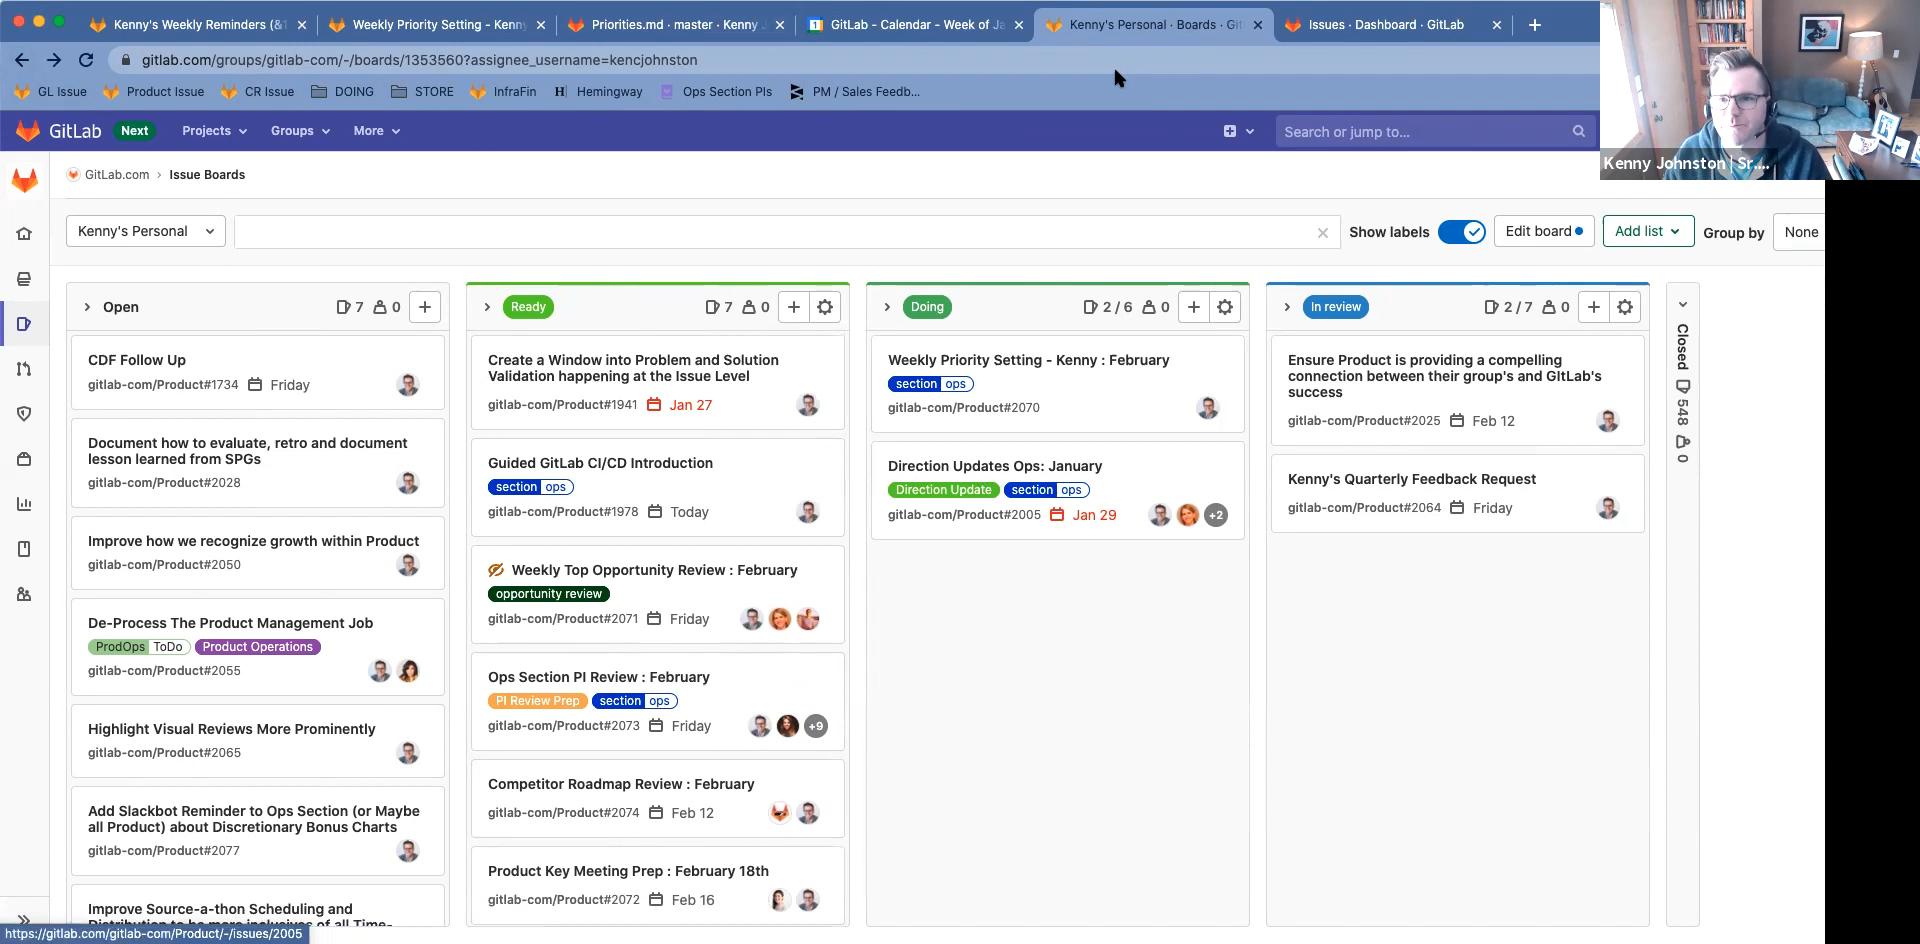 Kenny's Weekly Reminders (&
Weekly Priority Setting - Kenny
Priorities.md · master · Kenny
GitLab - Calendar - Week of Ja
Kenny's Personal · Boards · Git
Issues · Dashboard · GitLab
gitlab.com/groups/gitlab-com/-/boards/1353560?assignee_username=kencjohnston
GL Issue
Product Issue
CR Issue
DOING
STORE
InfraFin
Hemingway
Ops Section PIs
PM / Sales Feedb...
GitLab
Next
Projects
Groups
More
Search or jump to...
Kenny Johnston | Sr....
GitLab.com › Issue Boards
Kenny's Personal
Show labels
Edit board
Add list
Group by
None
Open
7
0
CDF Follow Up
gitlab-com/Product#1734 Friday
Document how to evaluate, retro and document
lesson learned from SPGs
gitlab-com/Product#2028
Improve how we recognize growth within Product
gitlab-com/Product#2050
De-Process The Product Management Job
ProdOps ToDo Product Operations
gitlab-com/Product#2055
Highlight Visual Reviews More Prominently
gitlab-com/Product#2065
Add Slackbot Reminder to Ops Section (or Maybe
all Product) about Discretionary Bonus Charts
gitlab-com/Product#2077
Improve Source-a-thon Scheduling and
Distribution to be more inclusive of all Time-
Ready
7
0
Create a Window into Problem and Solution
Validation happening at the Issue Level
gitlab-com/Product#1941 Jan 27
Guided GitLab CI/CD Introduction
section ops
gitlab-com/Product#1978 Today
Weekly Top Opportunity Review : February
opportunity review
gitlab-com/Product#2071 Friday
Ops Section PI Review : February
PI Review Prep section ops
gitlab-com/Product#2073 Friday +9
Competitor Roadmap Review : February
gitlab-com/Product#2074 Feb 12
Product Key Meeting Prep : February 18th
gitlab-com/Product#2072 Feb 16
Doing
2 / 6
0
Weekly Priority Setting - Kenny : February
section ops
gitlab-com/Product#2070
Direction Updates Ops: January
Direction Update section ops
gitlab-com/Product#2005 Jan 29 +2
In review
2 / 7
0
Ensure Product is providing a compelling
connection between their group's and GItLab's
success
gitlab-com/Product#2025 Feb 12
Kenny's Quarterly Feedback Request
gitlab-com/Product#2064 Friday
Closed 548 0
https://gitlab.com/gitlab-com/Product/-/issues/2005